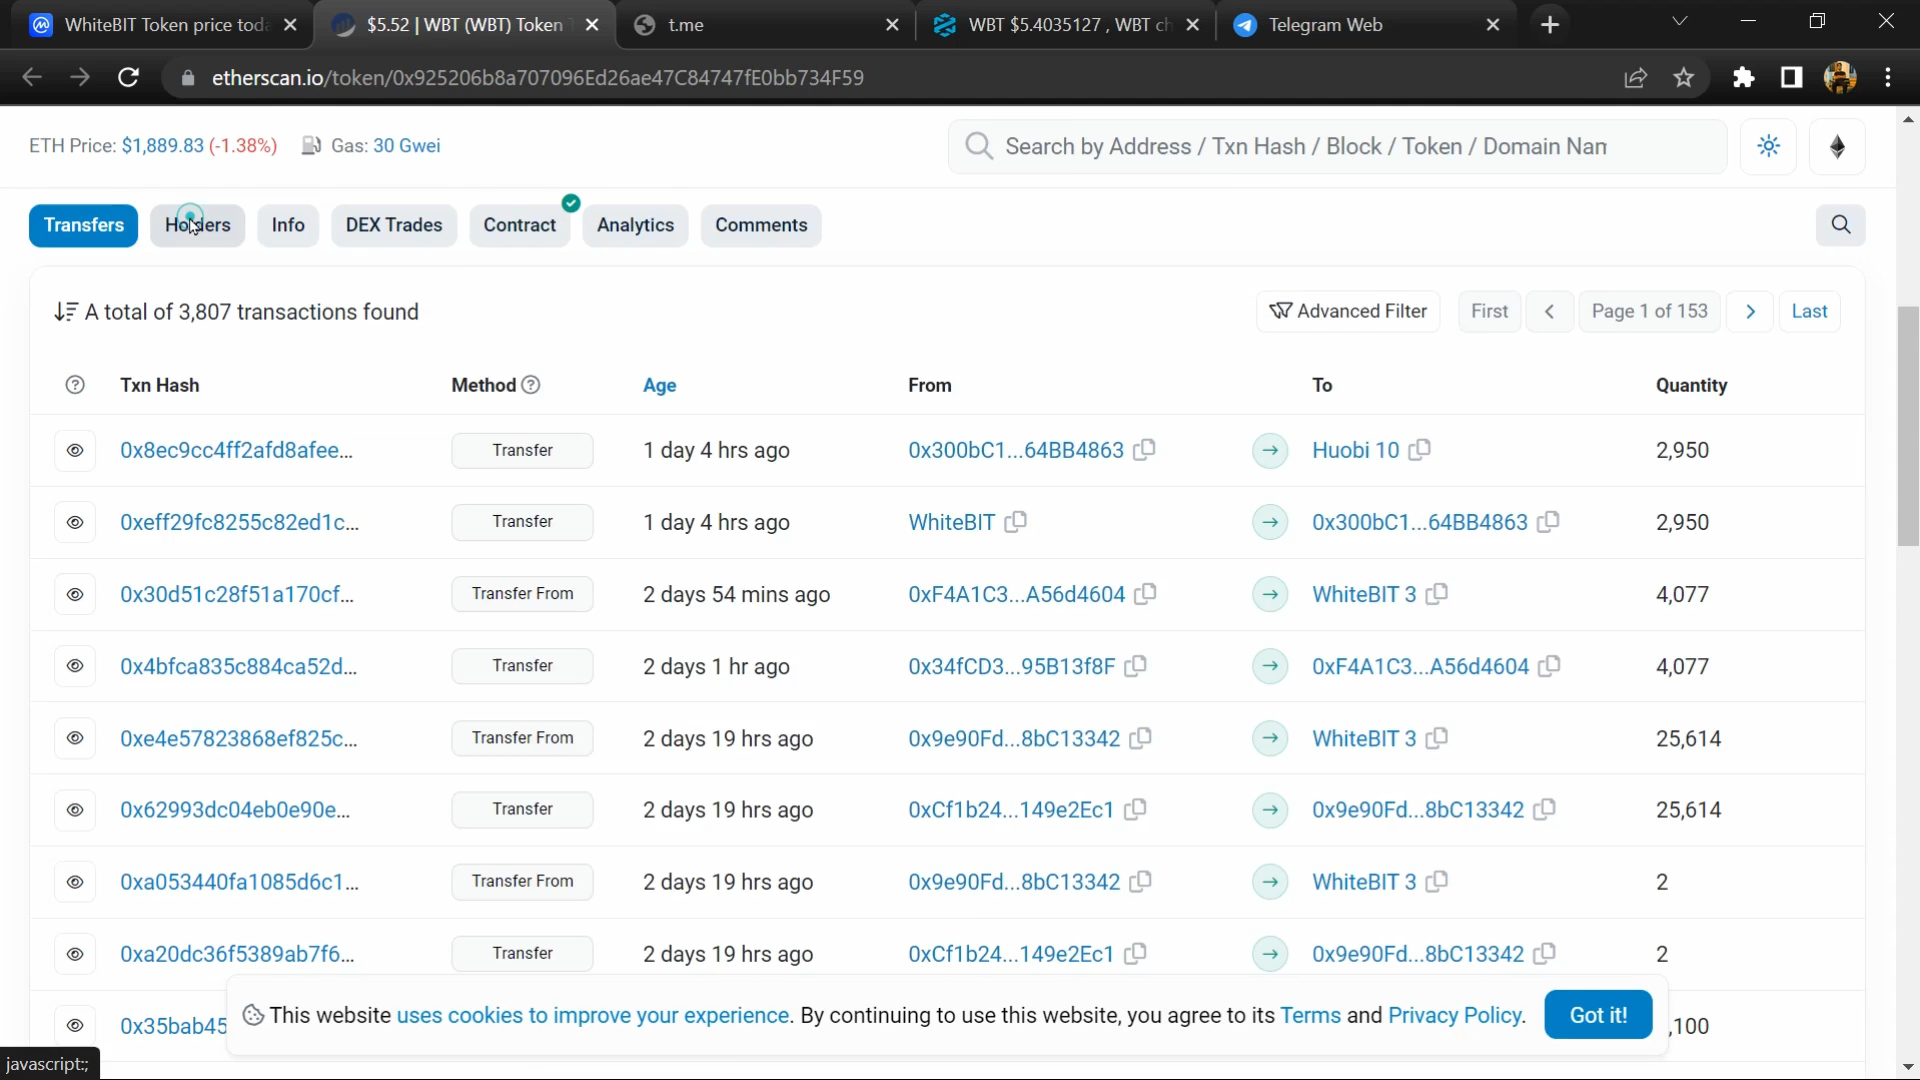 WhiteBIT Token price toda
$5.52 | WBT (WBT) Token
t.me
WBT $5.4035127 , WBT ch
Telegram Web
etherscan.io/token/0x925206b8a707096Ed26ae47C84747fE0bb734F59
ETH Price: $1,889.83 (-1.38%) Gas: 30 Gwei
Search by Address / Txn Hash / Block / Token / Domain Nam
Transfers Holders Info DEX Trades Contract Analytics Comments
A total of 3,807 transactions found
Advanced Filter First Page 1 of 153 Last
Txn Hash Method Age From To Quantity
0x8ec9cc4ff2afd8afee... Transfer 1 day 4 hrs ago 0x300bC1...64BB4863 Huobi 10 2,950
0xeff29fc8255c82ed1c... Transfer 1 day 4 hrs ago WhiteBIT 0x300bC1...64BB4863 2,950
0x30d51c28f51a170cf... Transfer From 2 days 54 mins ago 0xF4A1C3...A56d4604 WhiteBIT 3 4,077
0x4bfca835c884ca52d... Transfer 2 days 1 hr ago 0x34fCD3...95B13f8F 0xF4A1C3...A56d4604 4,077
0xe4e57823868ef825c... Transfer From 2 days 19 hrs ago 0x9e90Fd...8bC13342 WhiteBIT 3 25,614
0x62993dc04eb0e90e... Transfer 2 days 19 hrs ago 0xCf1b24...149e2Ec1 0x9e90Fd...8bC13342 25,614
0xa053440fa1085d6c1... Transfer From 2 days 19 hrs ago 0x9e90Fd...8bC13342 WhiteBIT 3 2
0xa20dc36f5389ab7f6... Transfer 2 days 19 hrs ago 0xCf1b24...149e2Ec1 0x9e90Fd...8bC13342 2
0x35bab45 ,100
This website uses cookies to improve your experience. By continuing to use this website, you agree to its Terms and Privacy Policy. Got it!
javascript:;